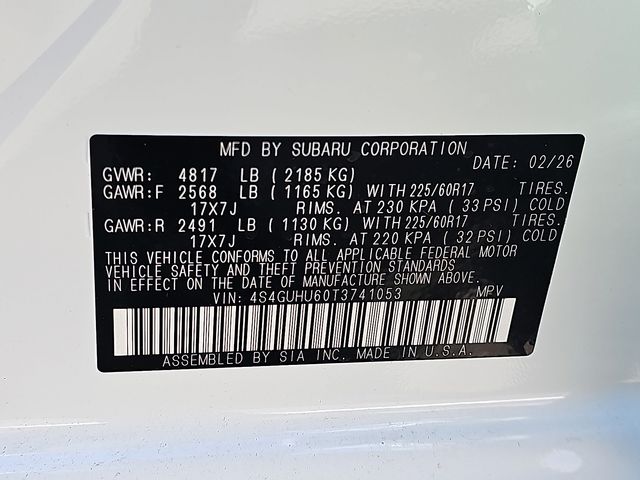 MFD BY SUBARU CORPORATION
DATE: 02/26
GVWR: 4817 LB (2185 KG)
GAWR:F 2568 LB (1165 KG) WITH 225/60R17 TIRES.
17X7J RIMS. AT 230 KPA (33 PSI) COLD
GAWR:R 2491 LB (1130 KG) WITH 225/60R17 TIRES.
17X7J RIMS. AT 220 KPA (32 PSI) COLD
THIS VEHICLE CONFORMS TO ALL APPLICABLE FEDERAL MOTOR
VEHICLE SAFETY AND THEFT PREVENTION STANDARDS
IN EFFECT ON THE DATE OF MANUFACTURE SHOWN ABOVE.
VIN: 4S4GUHU60T3741053 MPV
ASSEMBLED BY SIA INC. MADE IN U.S.A.